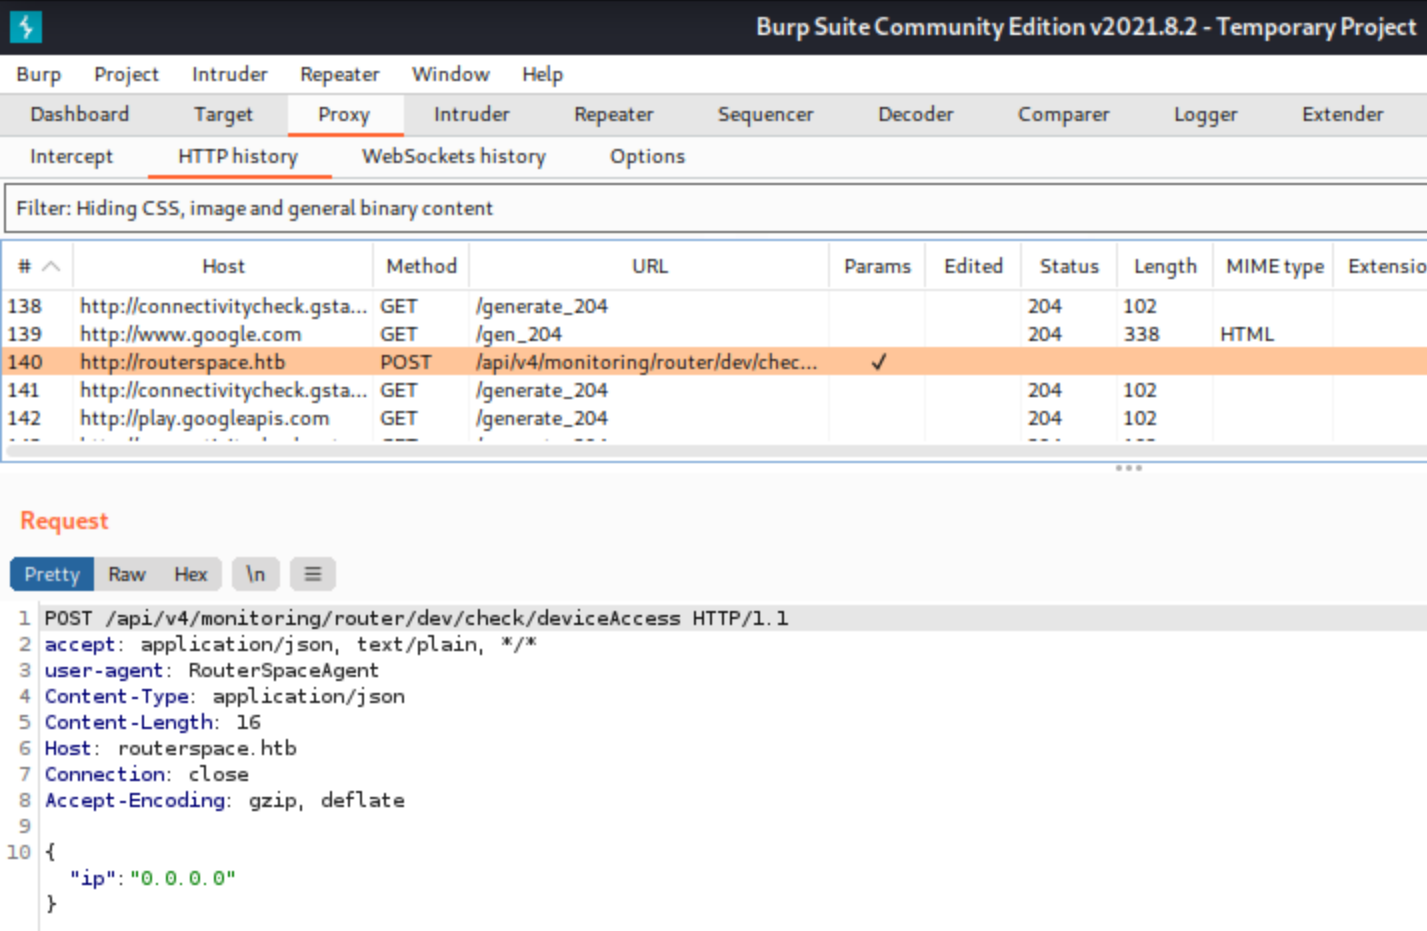 Burp Suite Community Edition v2021.8.2 - Temporary Project
Burp Project Intruder Repeater Window Help
Dashboard Target Proxy Intruder Repeater Sequencer Decoder Comparer Logger Extender
Intercept HTTP history WebSockets history Options
Filter: Hiding CSS, image and general binary content
# Host Method URL Params Edited Status Length MIME type Extensio
138 http://connectivitycheck.gsta... GET /generate_204 204 102
139 http://www.google.com GET /gen_204 204 338 HTML
140 http://routerspace.htb POST /api/v4/monitoring/router/dev/chec... ✓
141 http://connectivitycheck.gsta... GET /generate_204 204 102
142 http://play.googleapis.com GET /generate_204 204 102
Request
Pretty Raw Hex \n ☰
1 POST /api/v4/monitoring/router/dev/check/deviceAccess HTTP/1.1
2 accept: application/json, text/plain, */*
3 user-agent: RouterSpaceAgent
4 Content-Type: application/json
5 Content-Length: 16
6 Host: routerspace.htb
7 Connection: close
8 Accept-Encoding: gzip, deflate
9
10 {
"ip":"0.0.0.0"
}